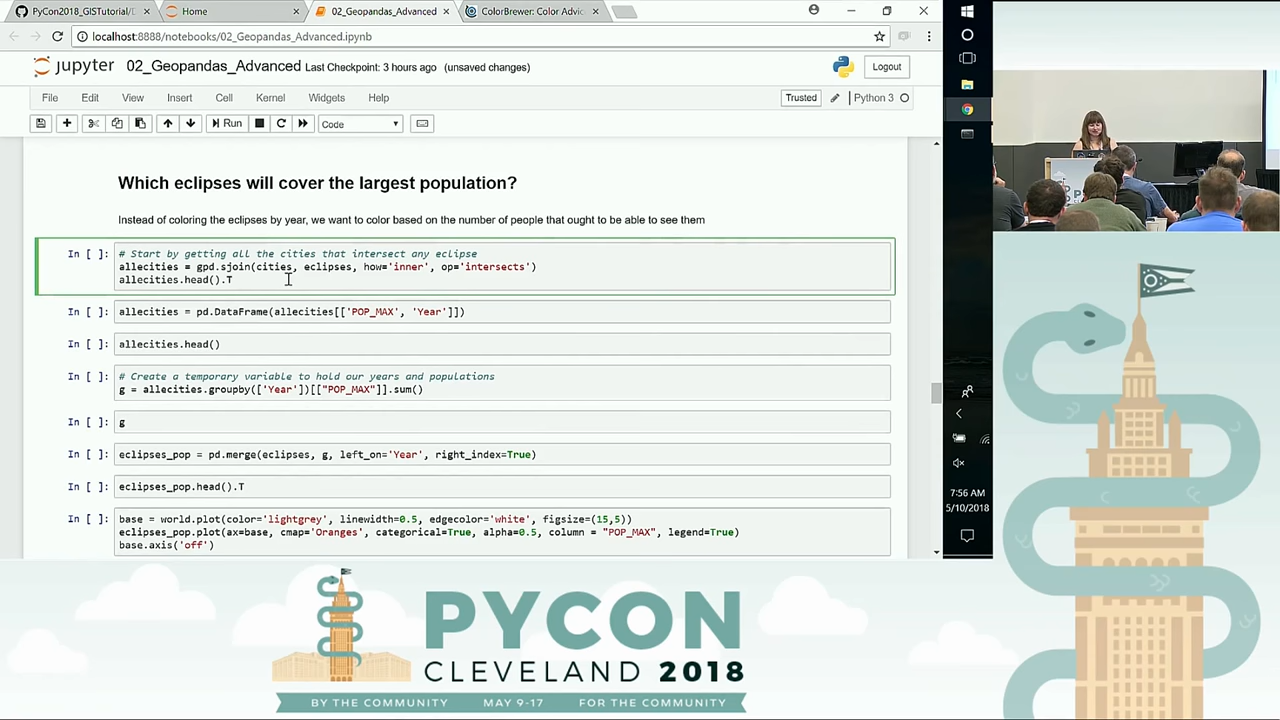 PyCon2018_GISTutorial/D
Home
02_Geopandas_Advanced
ColorBrewer: Color Advic
localhost:8888/notebooks/02_Geopandas_Advanced.ipynb
jupyter 02_Geopandas_Advanced Last Checkpoint: 3 hours ago (unsaved changes)
Logout
File Edit View Insert Cell Kernel Widgets Help
Trusted
Python 3
Run
Code
Which eclipses will cover the largest population?
Instead of coloring the eclipses by year, we want to color based on the number of people that ought to be able to see them
In [ ]: # Start by getting all the cities that intersect any eclipse
allecities = gpd.sjoin(cities, eclipses, how='inner', op='intersects')
allecities.head().T
In [ ]: allecities = pd.DataFrame(allecities[['POP_MAX', 'Year']])
In [ ]: allecities.head()
In [ ]: # Create a temporary vtable to hold our years and populations
g = allecities.groupby(['Year'])[["POP_MAX"]].sum()
In [ ]: g
In [ ]: eclipses_pop = pd.merge(eclipses, g, left_on='Year', right_index=True)
In [ ]: eclipses_pop.head().T
In [ ]: base = world.plot(color='lightgrey', linewidth=0.5, edgecolor='white', figsize=(15,5))
eclipses_pop.plot(ax=base, cmap='Oranges', categorical=True, alpha=0.5, column = "POP_MAX", legend=True)
base.axis('off')
7:56 AM
5/10/2018
PYCON
PYCON
CLEVELAND 2018
BY THE COMMUNITY MAY 9-17 FOR THE COMMUNITY